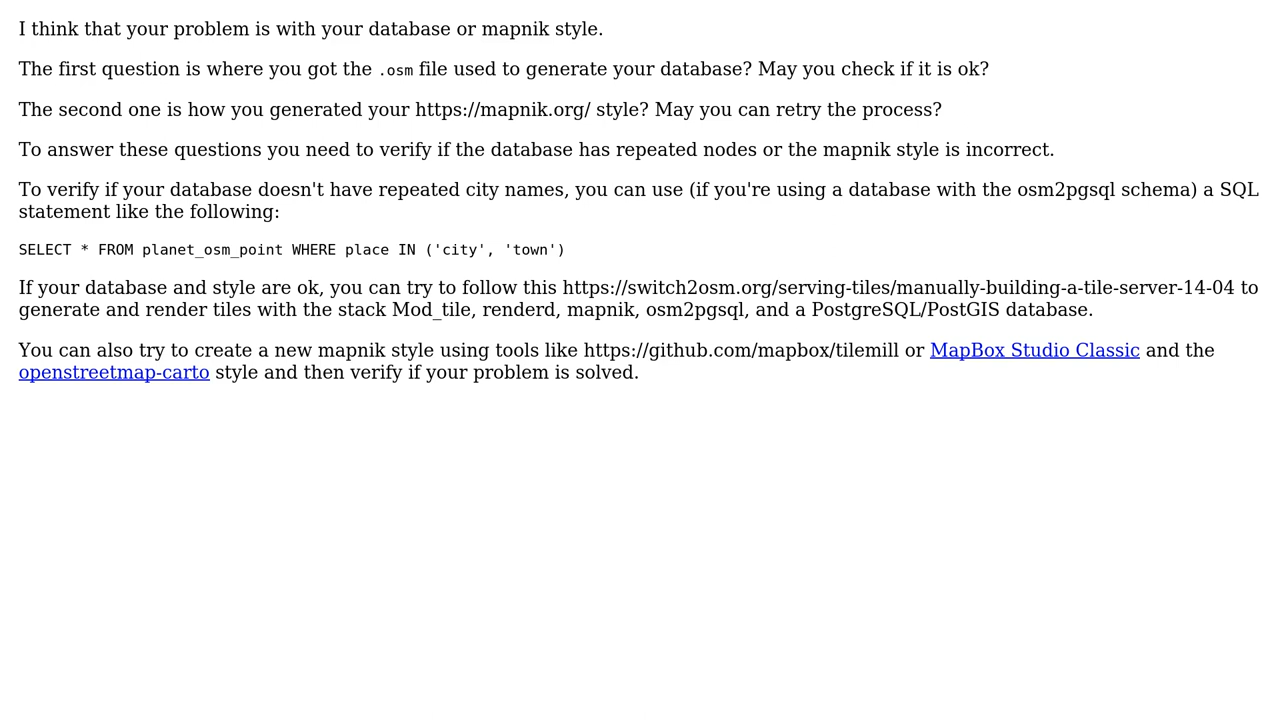 I think that your problem is with your database or mapnik style.
The first question is where you got the .osm file used to generate your database? May you check if it is ok?
The second one is how you generated your https://mapnik.org/ style? May you can retry the process?
To answer these questions you need to verify if the database has repeated nodes or the mapnik style is incorrect.
To verify if your database doesn't have repeated city names, you can use (if you're using a database with the osm2pgsql schema) a SQL
statement like the following:
SELECT * FROM planet_osm_point WHERE place IN ('city', 'town')
If your database and style are ok, you can try to follow this https://switch2osm.org/serving-tiles/manually-building-a-tile-server-14-04 to
generate and render tiles with the stack Mod_tile, renderd, mapnik, osm2pgsql, and a PostgreSQL/PostGIS database.
You can also try to create a new mapnik style using tools like https://github.com/mapbox/tilemill or MapBox Studio Classic and the
openstreetmap-carto style and then verify if your problem is solved.